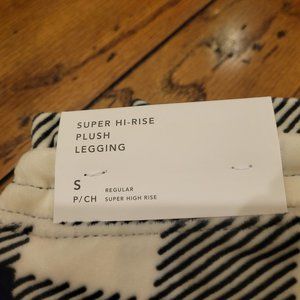 SUPER HI-RISE
PLUSH
LEGGING
S REGULAR
P/CH SUPER HIGH RISE